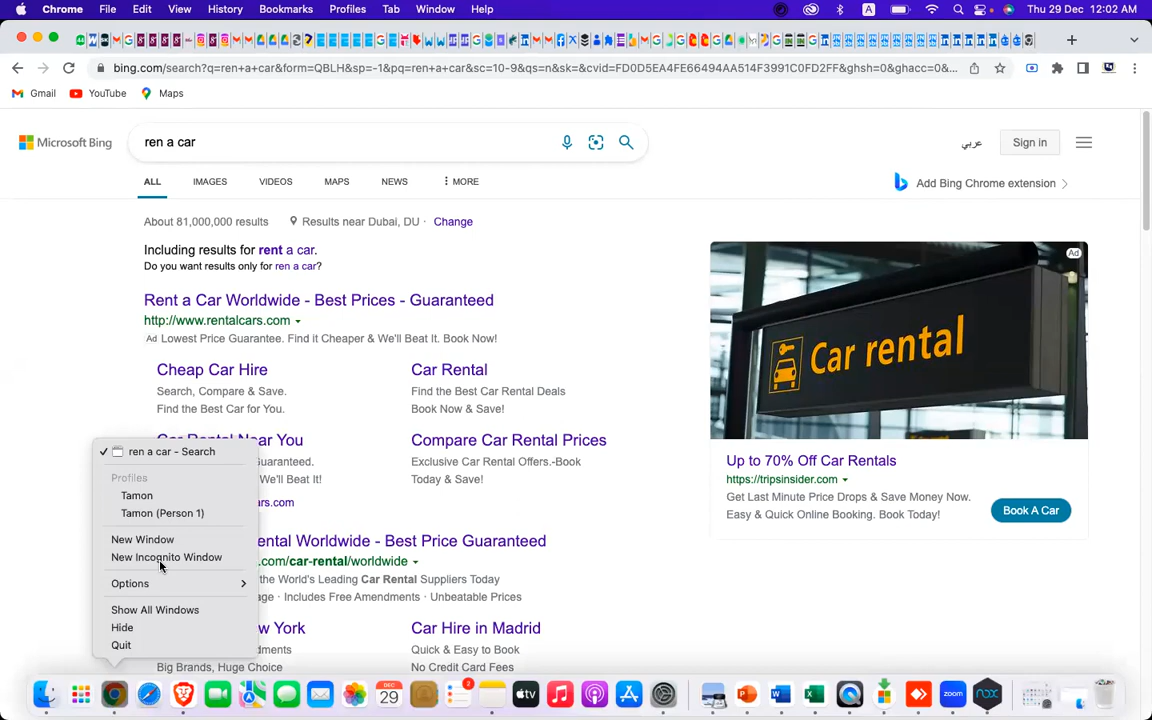 Chrome File Edit View History Bookmarks Profiles Tab Window Help A Thu 29 Dec 12:02 AM
bing.com/search?q=ren+a+car&form=QBLH&sp=-1&pq=ren+a+car&sc=10-9&qs=n&sk=&cvid=FD0D5EA4FE66494AA514F3991C0FD2FF&ghsh=0&ghacc=0&...
Gmail YouTube Maps
Microsoft Bing ren a car عربي Sign in
ALL IMAGES VIDEOS MAPS NEWS MORE Add Bing Chrome extension
About 81,000,000 results Results near Dubai, DU · Change
Including results for rent a car.
Do you want results only for ren a car?
Rent a Car Worldwide - Best Prices - Guaranteed
http://www.rentalcars.com
Ad Lowest Price Guarantee. Find it Cheaper & We'll Beat It. Book Now!
Cheap Car Hire
Search, Compare & Save.
Find the Best Car for You.
Car Rental
Find the Best Car Rental Deals
Book Now & Save!
Car Rental Near You
Guaranteed.
We'll Beat It!
Compare Car Rental Prices
Exclusive Car Rental Offers.-Book
Today & Save!
ars.com
ental Worldwide - Best Price Guaranteed
.com/car-rental/worldwide
the World's Leading Car Rental Suppliers Today
age · Includes Free Amendments · Unbeatable Prices
ew York
ndments
Big Brands, Huge Choice
Car Hire in Madrid
Quick & Easy to Book
No Credit Card Fees
Ad
Car rental
Up to 70% Off Car Rentals
https://tripsinsider.com
Get Last Minute Price Drops & Save Money Now.
Easy & Quick Online Booking. Book Today!
Book A Car
ren a car - Search
Profiles
Tamon
Tamon (Person 1)
New Window
New Incognito Window
Options
Show All Windows
Hide
Quit
DEC
29
tv
2
zoom
nox